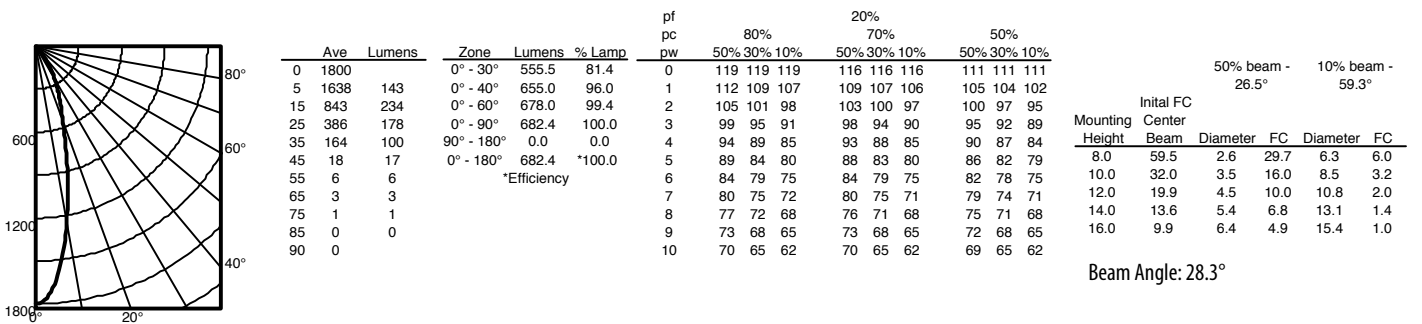 600
1200
1800
0°
20°
40°
60°
80°
Ave Lumens
0 1800
5 1638 143
15 843 234
25 386 178
35 164 100
45 18 17
55 6 6
65 3 3
75 1 1
85 0 0
90 0
Zone Lumens % Lamp
0° - 30° 555.5 81.4
0° - 40° 655.0 96.0
0° - 60° 678.0 99.4
0° - 90° 682.4 100.0
90° - 180° 0.0 0.0
0° - 180° 682.4 *100.0
*Efficiency
pf 20%
pc 80% 70% 50%
pw 50% 30% 10% 50% 30% 10% 50% 30% 10%
0 119 119 119 116 116 116 111 111 111
1 112 109 107 109 107 106 105 104 102
2 105 101 98 103 100 97 100 97 95
3 99 95 91 98 94 90 95 92 89
4 94 89 85 93 88 85 90 87 84
5 89 84 80 88 83 80 86 82 79
6 84 79 75 84 79 75 82 78 75
7 80 75 72 80 75 71 79 74 71
8 77 72 68 76 71 68 75 71 68
9 73 68 65 73 68 65 72 68 65
10 70 65 62 70 65 62 69 65 62
50% beam - 10% beam -
26.5° 59.3°
Inital FC
Mounting Center
Height Beam Diameter FC Diameter FC
8.0 59.5 2.6 29.7 6.3 6.0
10.0 32.0 3.5 16.0 8.5 3.2
12.0 19.9 4.5 10.0 10.8 2.0
14.0 13.6 5.4 6.8 13.1 1.4
16.0 9.9 6.4 4.9 15.4 1.0
Beam Angle: 28.3°